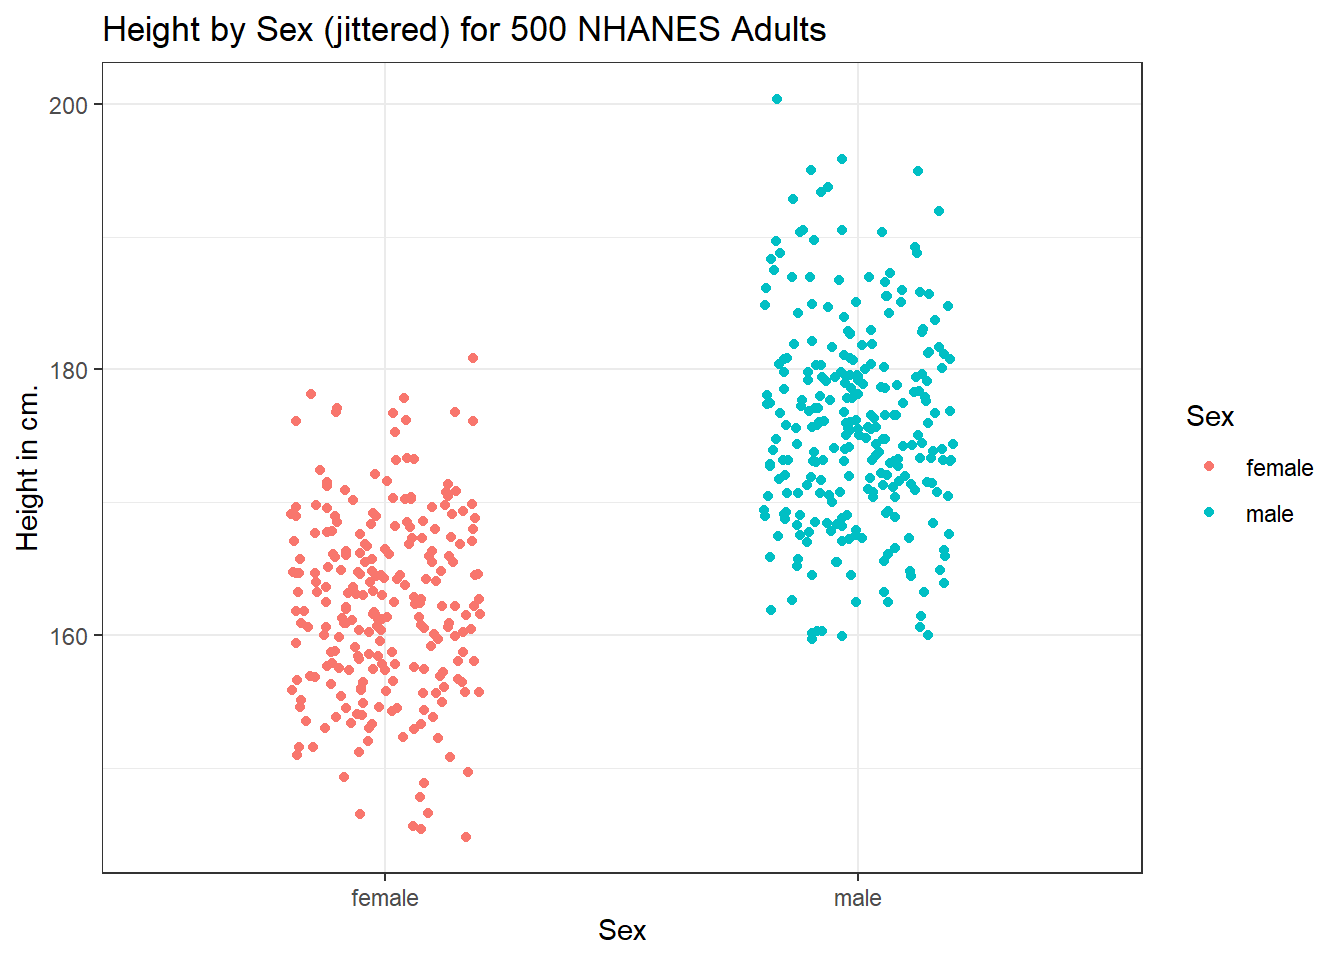 Height by Sex (jittered) for 500 NHANES Adults
200
180
160
Height in cm.
female
male
Sex
Sex
female
male